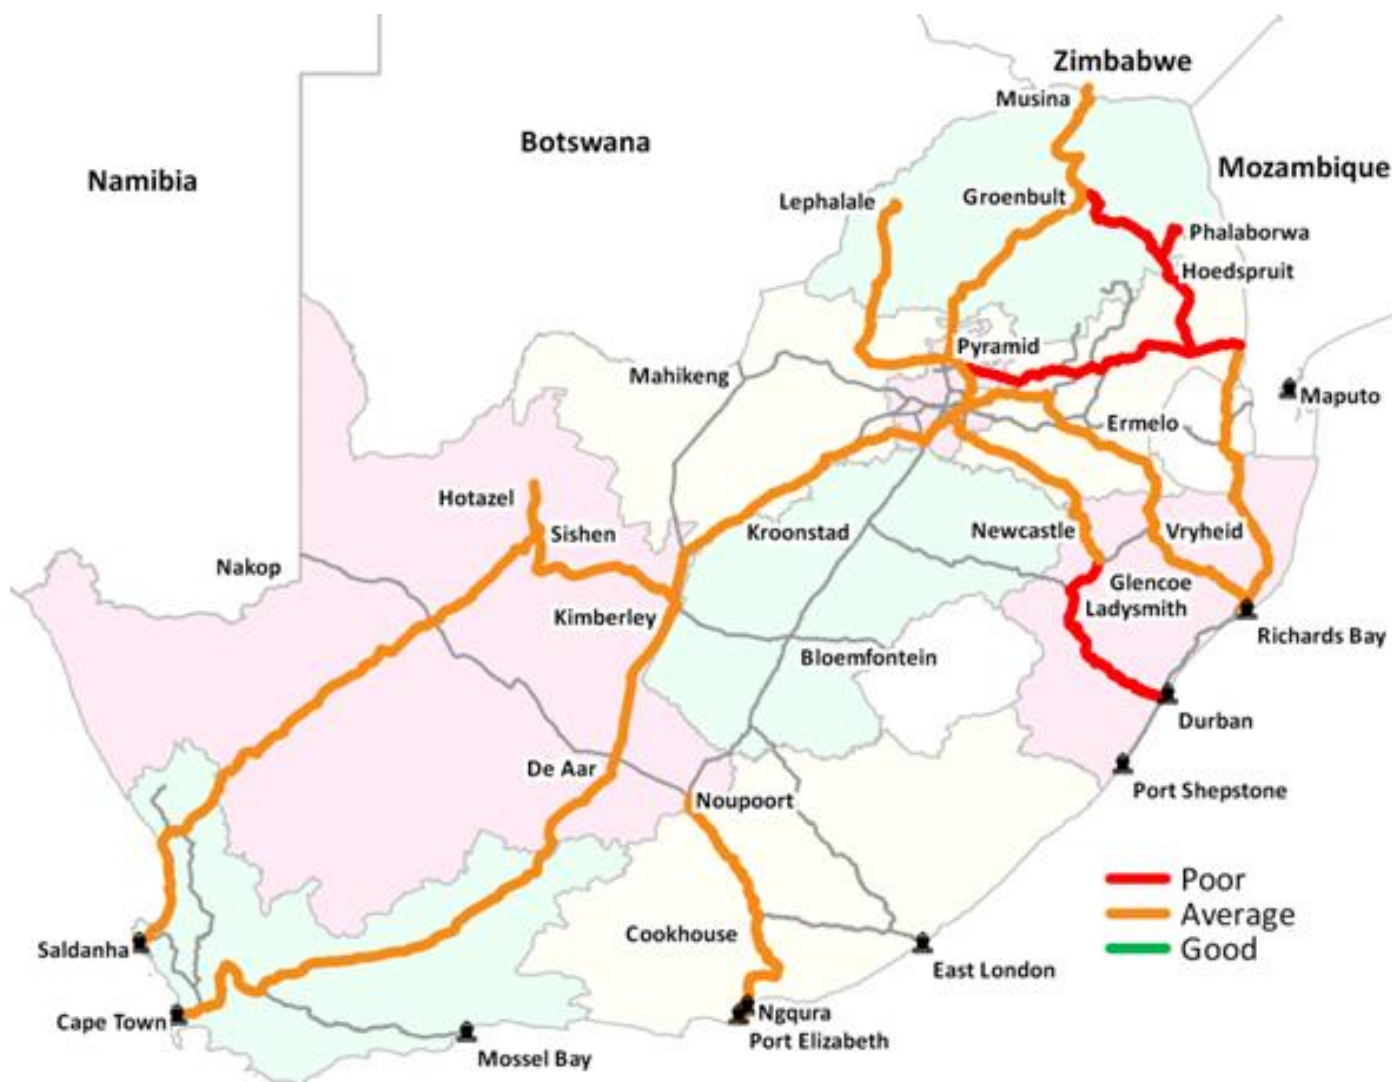 Zimbabwe
Musina
Botswana
Mozambique
Namibia
Lephalale
Groenbult
Phalaborwa
Hoedspruit
Pyramid
Mahikeng
Maputo
Ermelo
Hotazel
Sishen
Kroonstad
Newcastle
Vryheid
Nakop
Glencoe
Ladysmith
Kimberley
Richards Bay
Bloemfontein
Durban
De Aar
Port Shepstone
Noupoort
Poor
Average
Good
Cookhouse
Saldanha
East London
Ngqura
Cape Town
Port Elizabeth
Mossel Bay